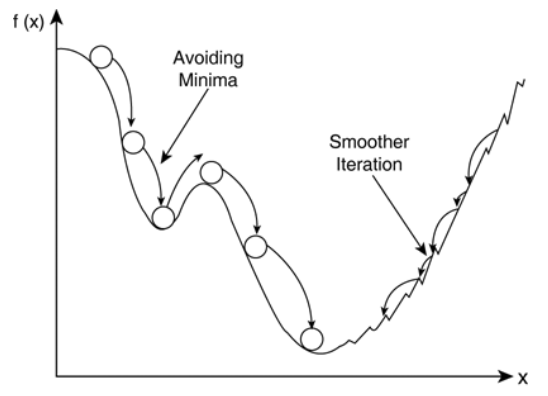 f (x)
Avoiding
Minima
Smoother
Iteration
x